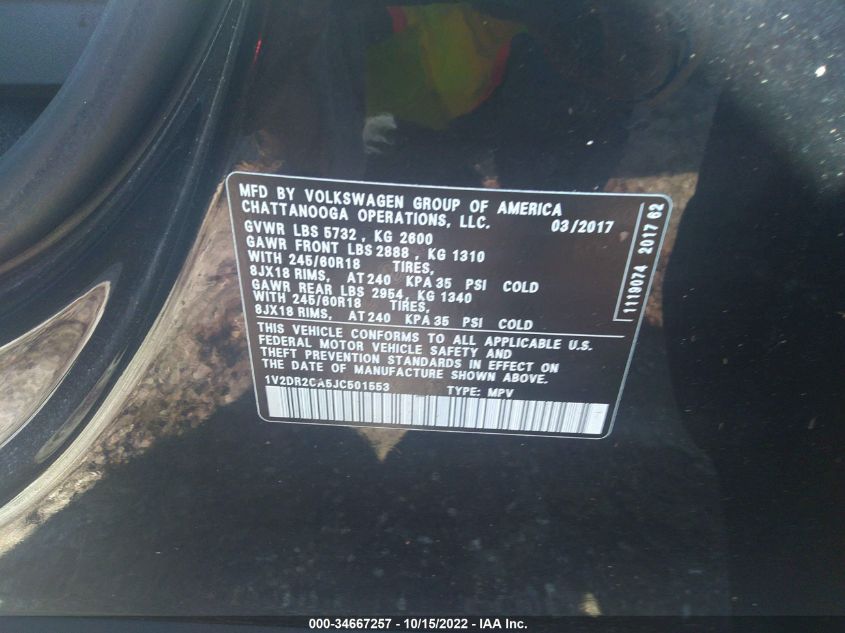 MFD BY VOLKSWAGEN GROUP OF AMERICA
CHATTANOOGA OPERATIONS, LLC. 03/2017
GVWR LBS 5732 , KG 2600
GAWR FRONT LBS 2888 , KG 1310
WITH 245/60R18 TIRES,
8JX18 RIMS, AT 240 KPA 35 PSI COLD
GAWR REAR LBS 2954, KG 1340
WITH 245/60R18 TIRES,
8JX18 RIMS, AT 240 KPA 35 PSI COLD
THIS VEHICLE CONFORMS TO ALL APPLICABLE U.S.
FEDERAL MOTOR VEHICLE SAFETY AND
THEFT PREVENTION STANDARDS IN EFFECT ON
THE DATE OF MANUFACTURE SHOWN ABOVE.
1V2DR2CA5JC501553 TYPE: MPV
1119074 2017 62
000-34667257 - 10/15/2022 - IAA Inc.